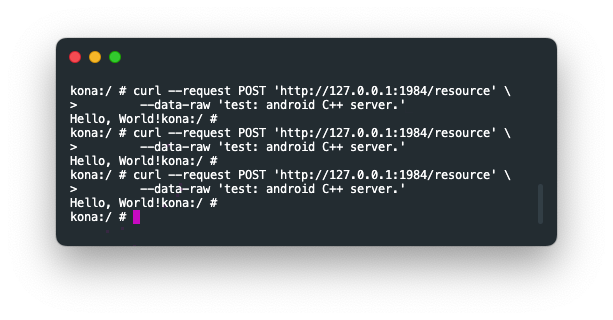 kona:/ # curl --request POST 'http://127.0.0.1:1984/resource' \
>         --data-raw 'test: android C++ server.'
Hello, World!kona:/ #
kona:/ # curl --request POST 'http://127.0.0.1:1984/resource' \
>         --data-raw 'test: android C++ server.'
Hello, World!kona:/ #
kona:/ # curl --request POST 'http://127.0.0.1:1984/resource' \
>         --data-raw 'test: android C++ server.'
Hello, World!kona:/ #
kona:/ #